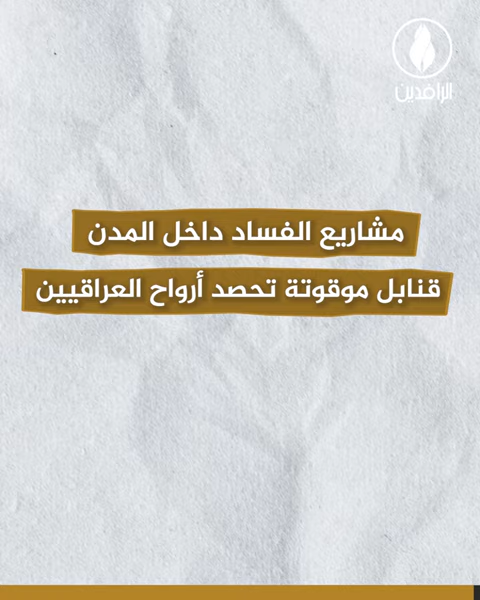 الرافدين
مشاريع الفساد داخل المدن
قنابل موقوتة تحصد أرواح العراقيين